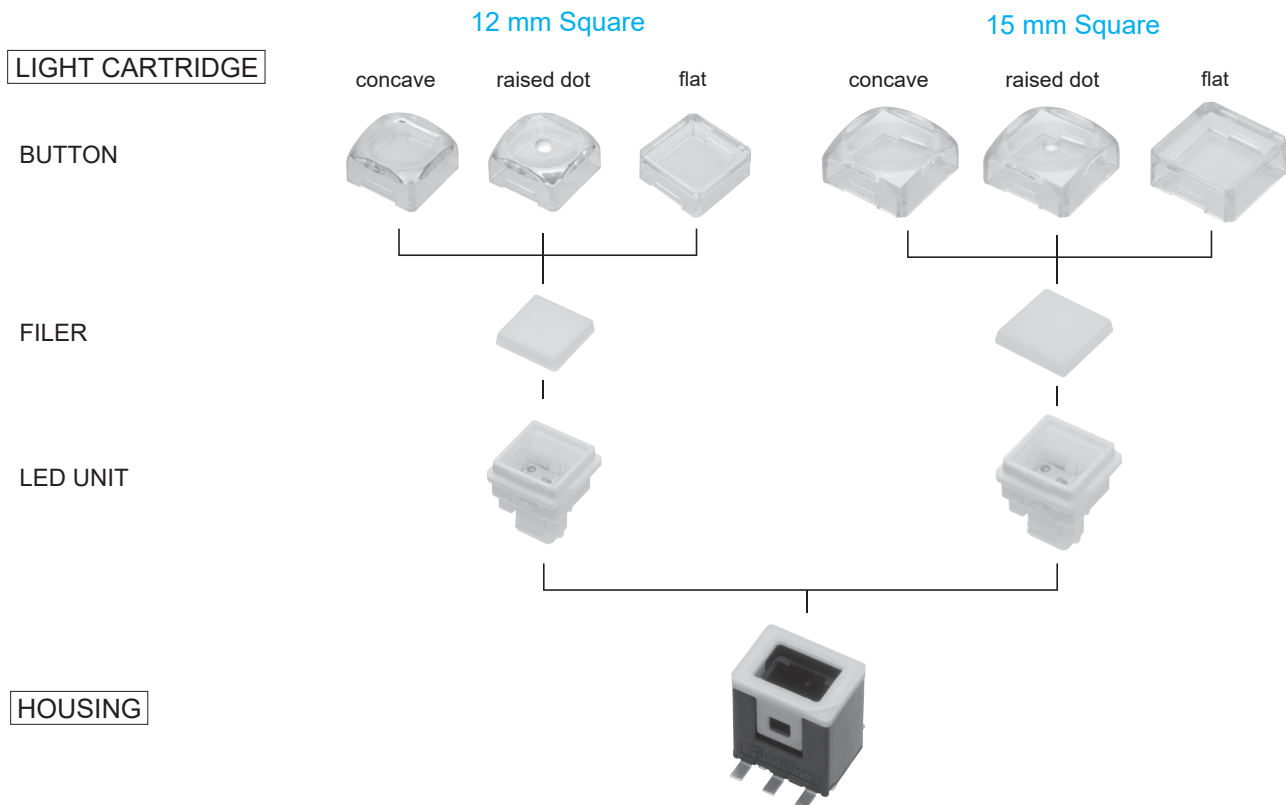 12 mm Square
15 mm Square
LIGHT CARTRIDGE
concave
raised dot
flat
concave
raised dot
flat
BUTTON
FILER
LED UNIT
HOUSING